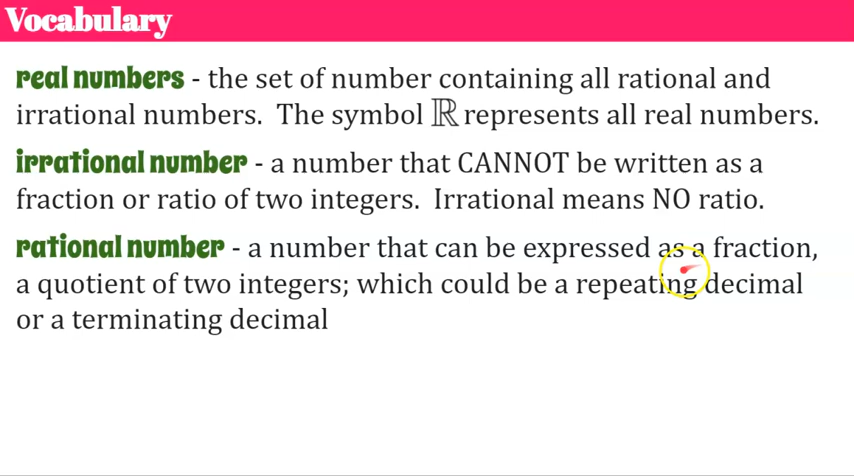 Vocabulary
real numbers - the set of number containing all rational and
irrational numbers. The symbol ℝ represents all real numbers.
irrational number - a number that CANNOT be written as a
fraction or ratio of two integers. Irrational means NO ratio.
rational number - a number that can be expressed as a fraction,
a quotient of two integers; which could be a repeating decimal
or a terminating decimal